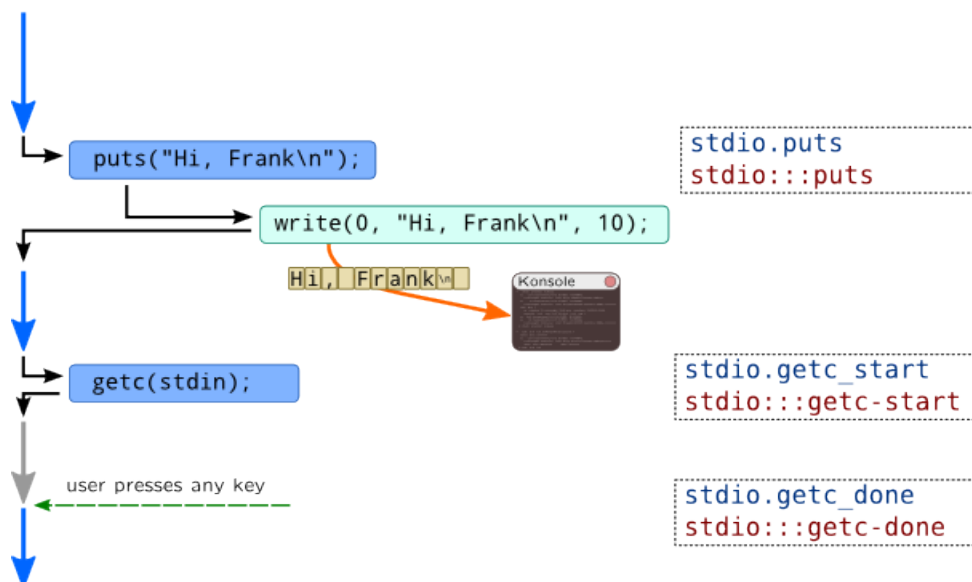 puts("Hi, Frank\n");
stdio.puts
stdio:::puts
write(0, "Hi, Frank\n", 10);
Hi, Frank\n
Konsole
getc(stdin);
stdio.getc_start
stdio:::getc-start
user presses any key
stdio.getc_done
stdio:::getc-done